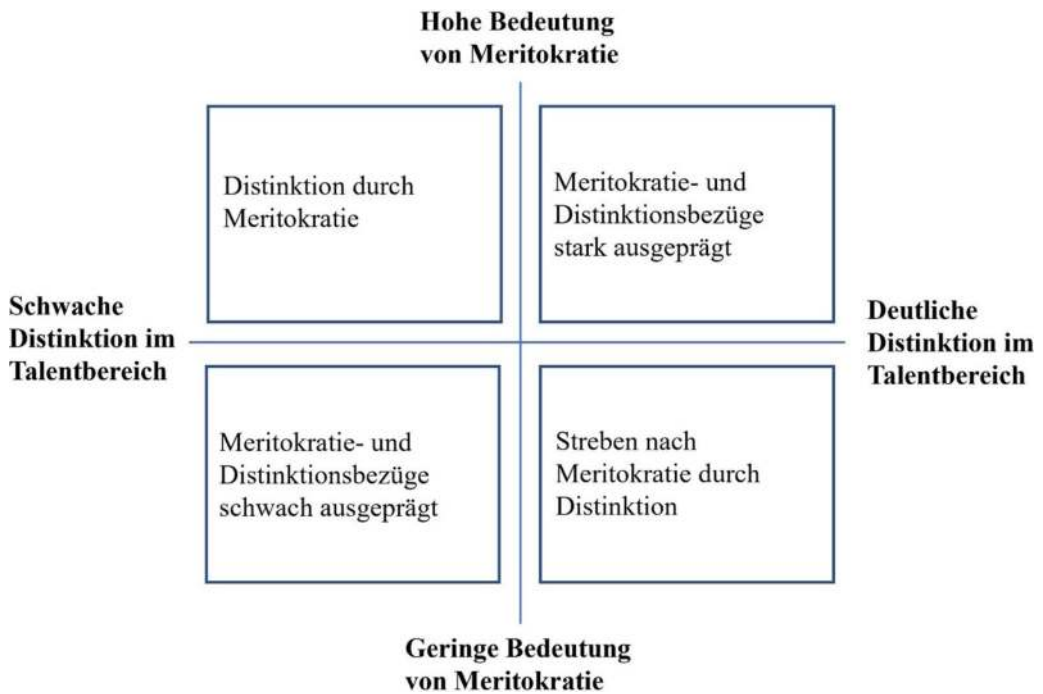 Hohe Bedeutung
von Meritokratie
Distinktion durch
Meritokratie
Meritokratie- und
Distinktionsbezüge
stark ausgeprägt
Schwache
Distinktion im
Talentbereich
Deutliche
Distinktion im
Talentbereich
Meritokratie- und
Distinktionsbezüge
schwach ausgeprägt
Streben nach
Meritokratie durch
Distinktion
Geringe Bedeutung
von Meritokratie